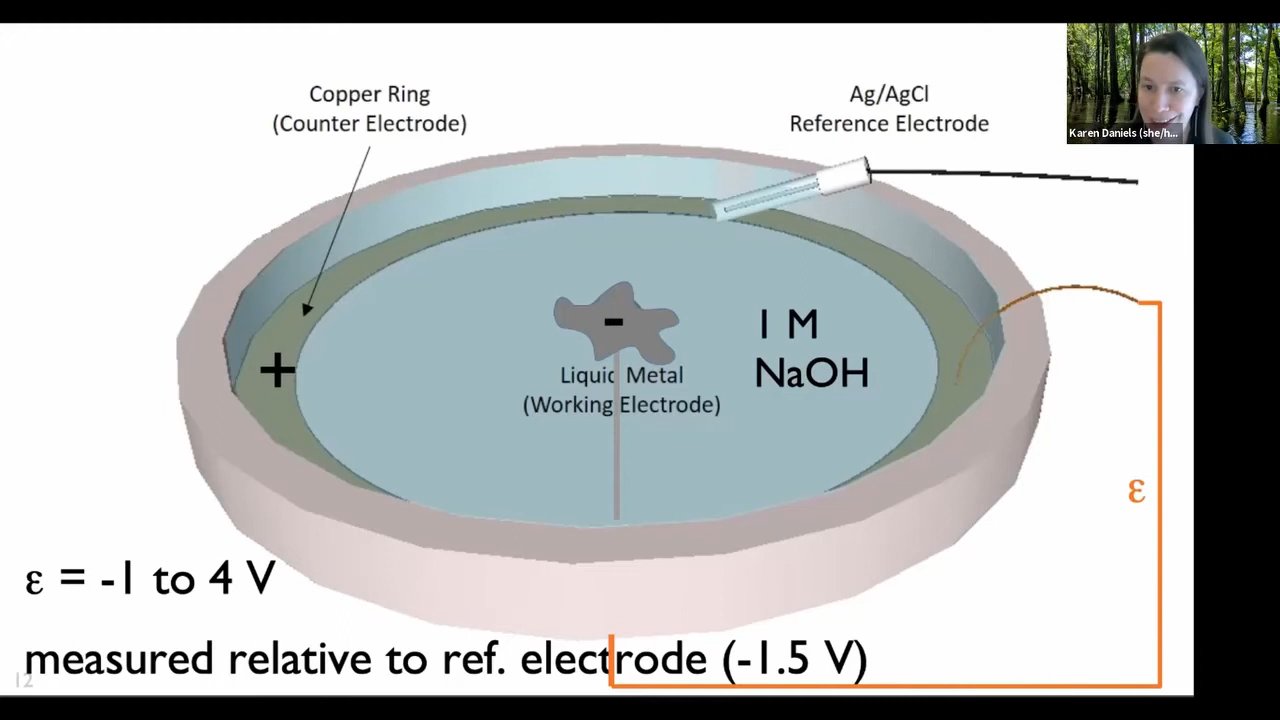 Karen Daniels (she/h...
Copper Ring
(Counter Electrode)
Ag/AgCl
Reference Electrode
+
-
1 M
NaOH
Liquid Metal
(Working Electrode)
ε
ε = -1 to 4 V
measured relative to ref. electrode (-1.5 V)
12